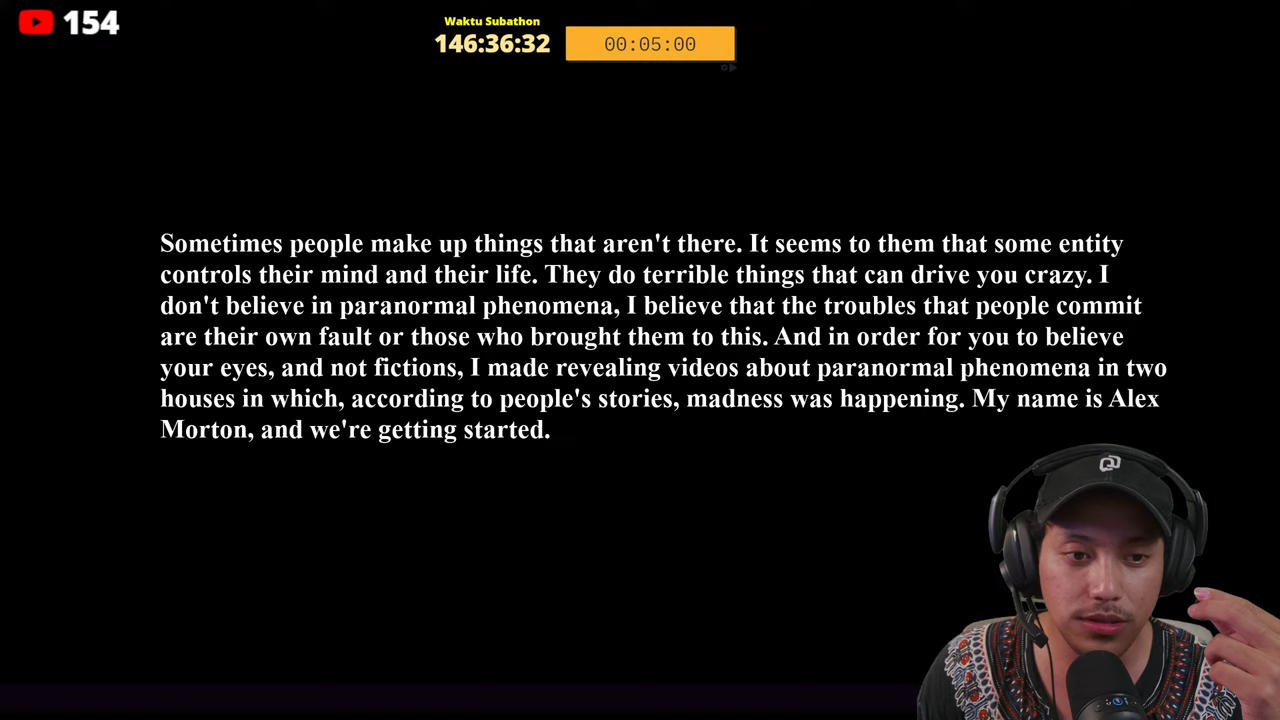 154
Waktu Subathon
146:36:32
00:05:00
Sometimes people make up things that aren't there. It seems to them that some entity
controls their mind and their life. They do terrible things that can drive you crazy. I
don't believe in paranormal phenomena, I believe that the troubles that people commit
are their own fault or those who brought them to this. And in order for you to believe
your eyes, and not fictions, I made revealing videos about paranormal phenomena in two
houses in which, according to people's stories, madness was happening. My name is Alex
Morton, and we're getting started.